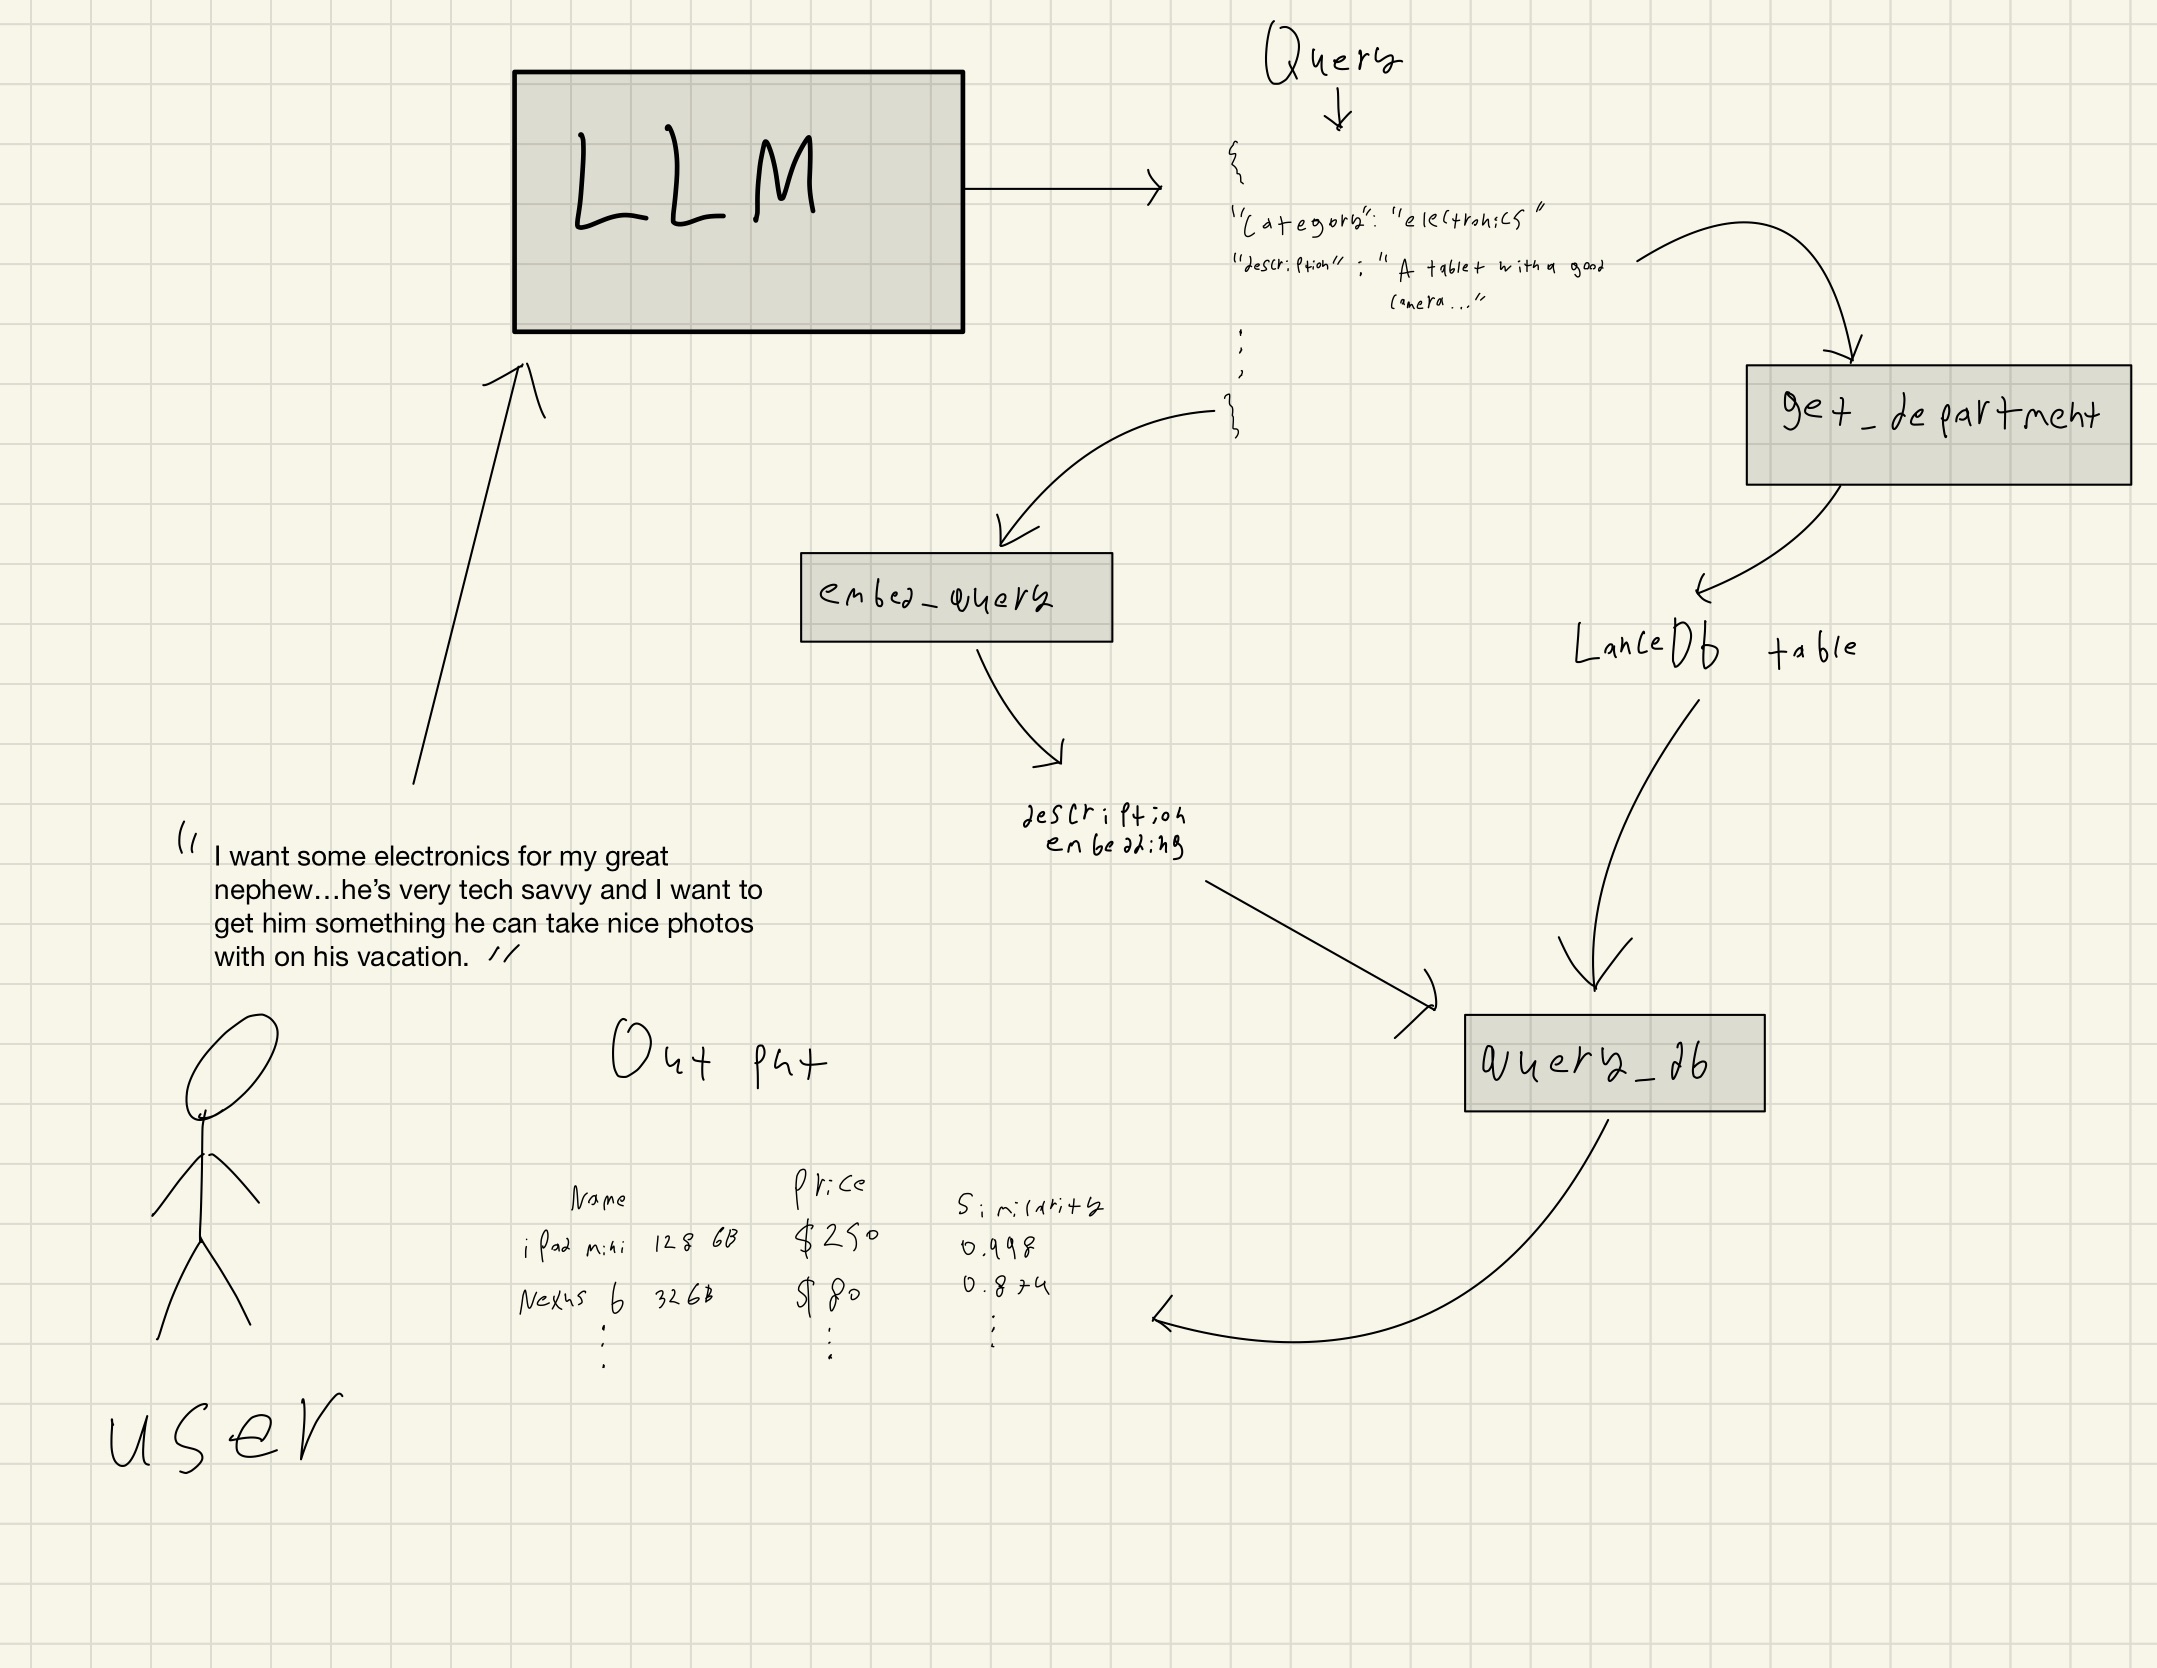 Query
LLM
{
"Category": "electronics"
"description": "A tablet with a good
camera..."
}
get_department
embed_query
LanceDb table
description
embedding
"I want some electronics for my great
nephew...he's very tech savvy and I want to
get him something he can take nice photos
with on his vacation."
Output
query_db
Name Price Similarity
iPad mini 128 GB $250 0.998
Nexus 6 32GB $80 0.874
user